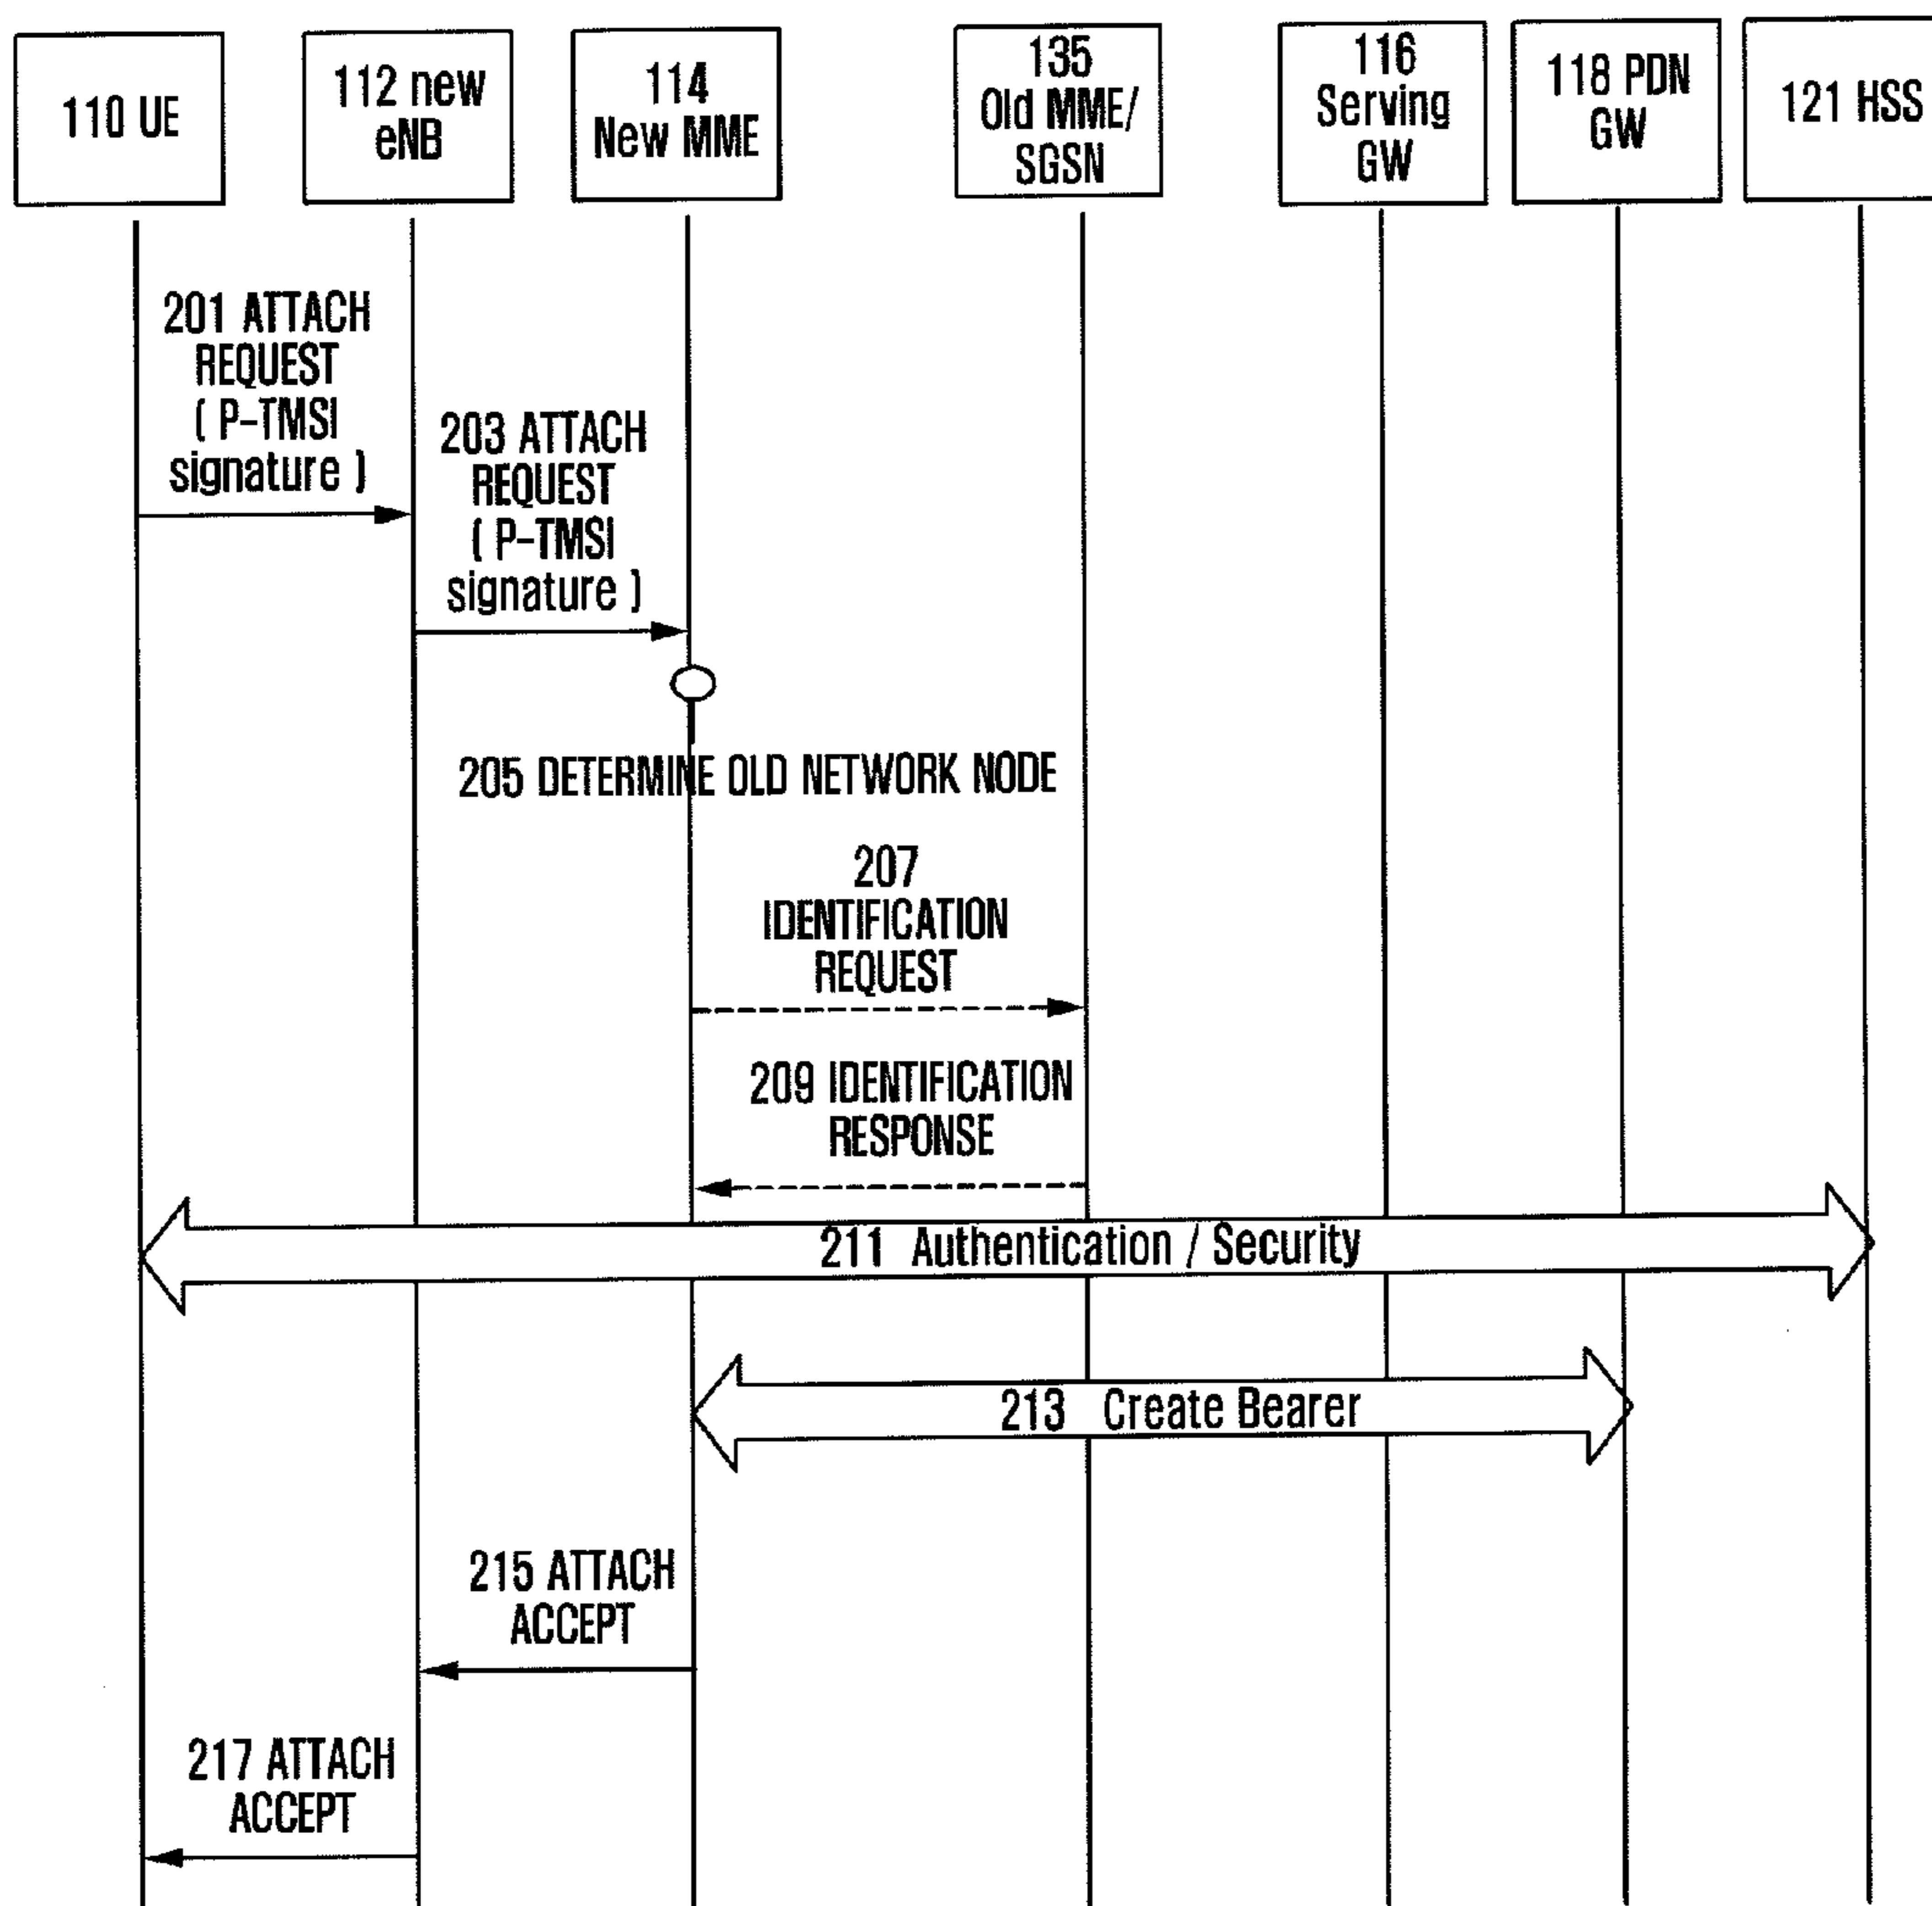 110 UE
112 new
eNB
114
New MME
135
Old MME/
SGSN
116
Serving
GW
118 PDN
GW
121 HSS
201 ATTACH
REQUEST
( P-TMSI
signature )
203 ATTACH
REQUEST
( P-TMSI
signature )
205 DETERMINE OLD NETWORK NODE
207
IDENTIFICATION
REQUEST
209 IDENTIFICATION
RESPONSE
211 Authentication / Security
213 Create Bearer
215 ATTACH
ACCEPT
217 ATTACH
ACCEPT